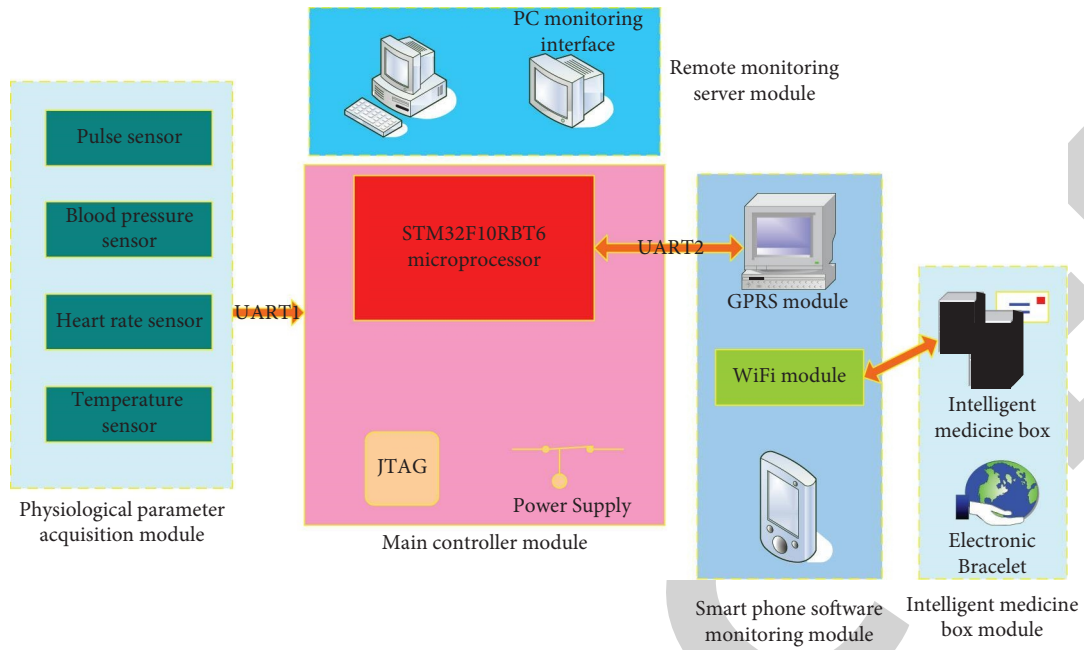 PC monitoring
interface
Remote monitoring
server module
Pulse sensor
Blood pressure
sensor
Heart rate sensor
Temperature
sensor
Physiological parameter
acquisition module
UART1
STM32F10RBT6
microprocessor
JTAG
Power Supply
Main controller module
UART2
GPRS module
WiFi module
Smart phone software
monitoring module
Intelligent
medicine box
Electronic
Bracelet
Intelligent medicine
box module